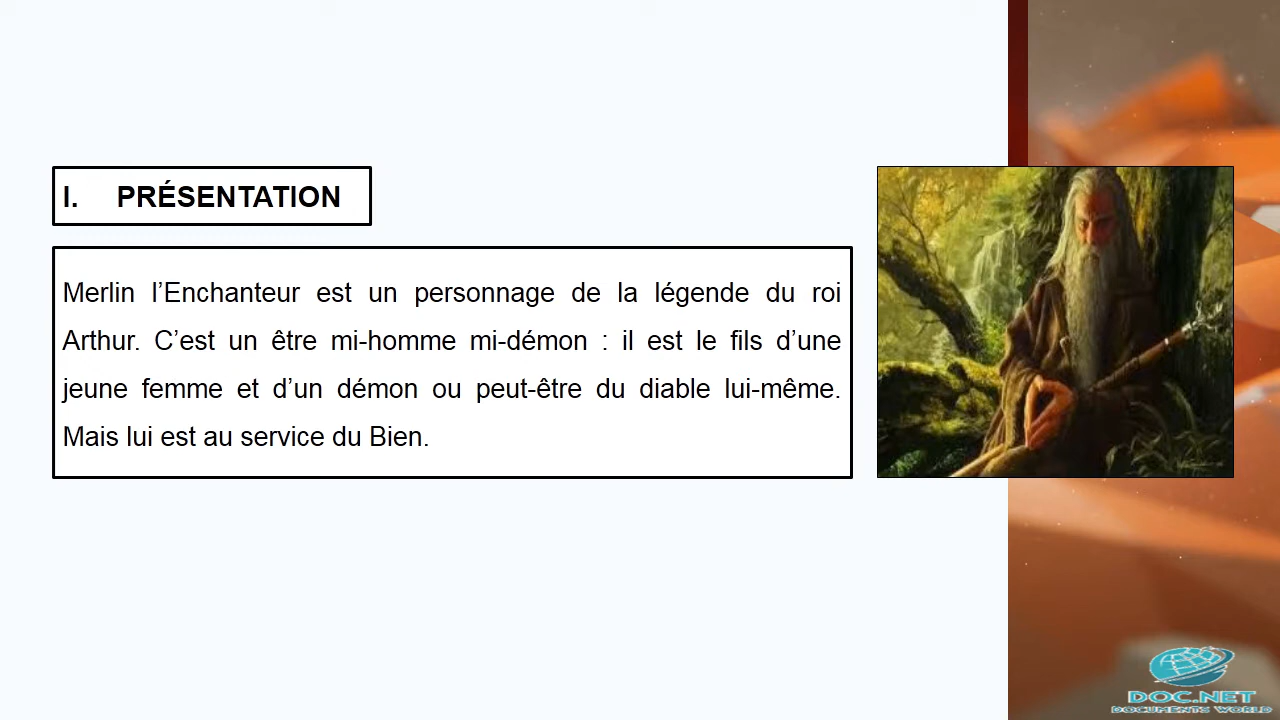 I. PRÉSENTATION
Merlin l’Enchanteur est un personnage de la légende du roi
Arthur. C’est un être mi-homme mi-démon : il est le fils d’une
jeune femme et d’un démon ou peut-être du diable lui-même.
Mais lui est au service du Bien.
DOC.NET
DOCUMENTS WORLD